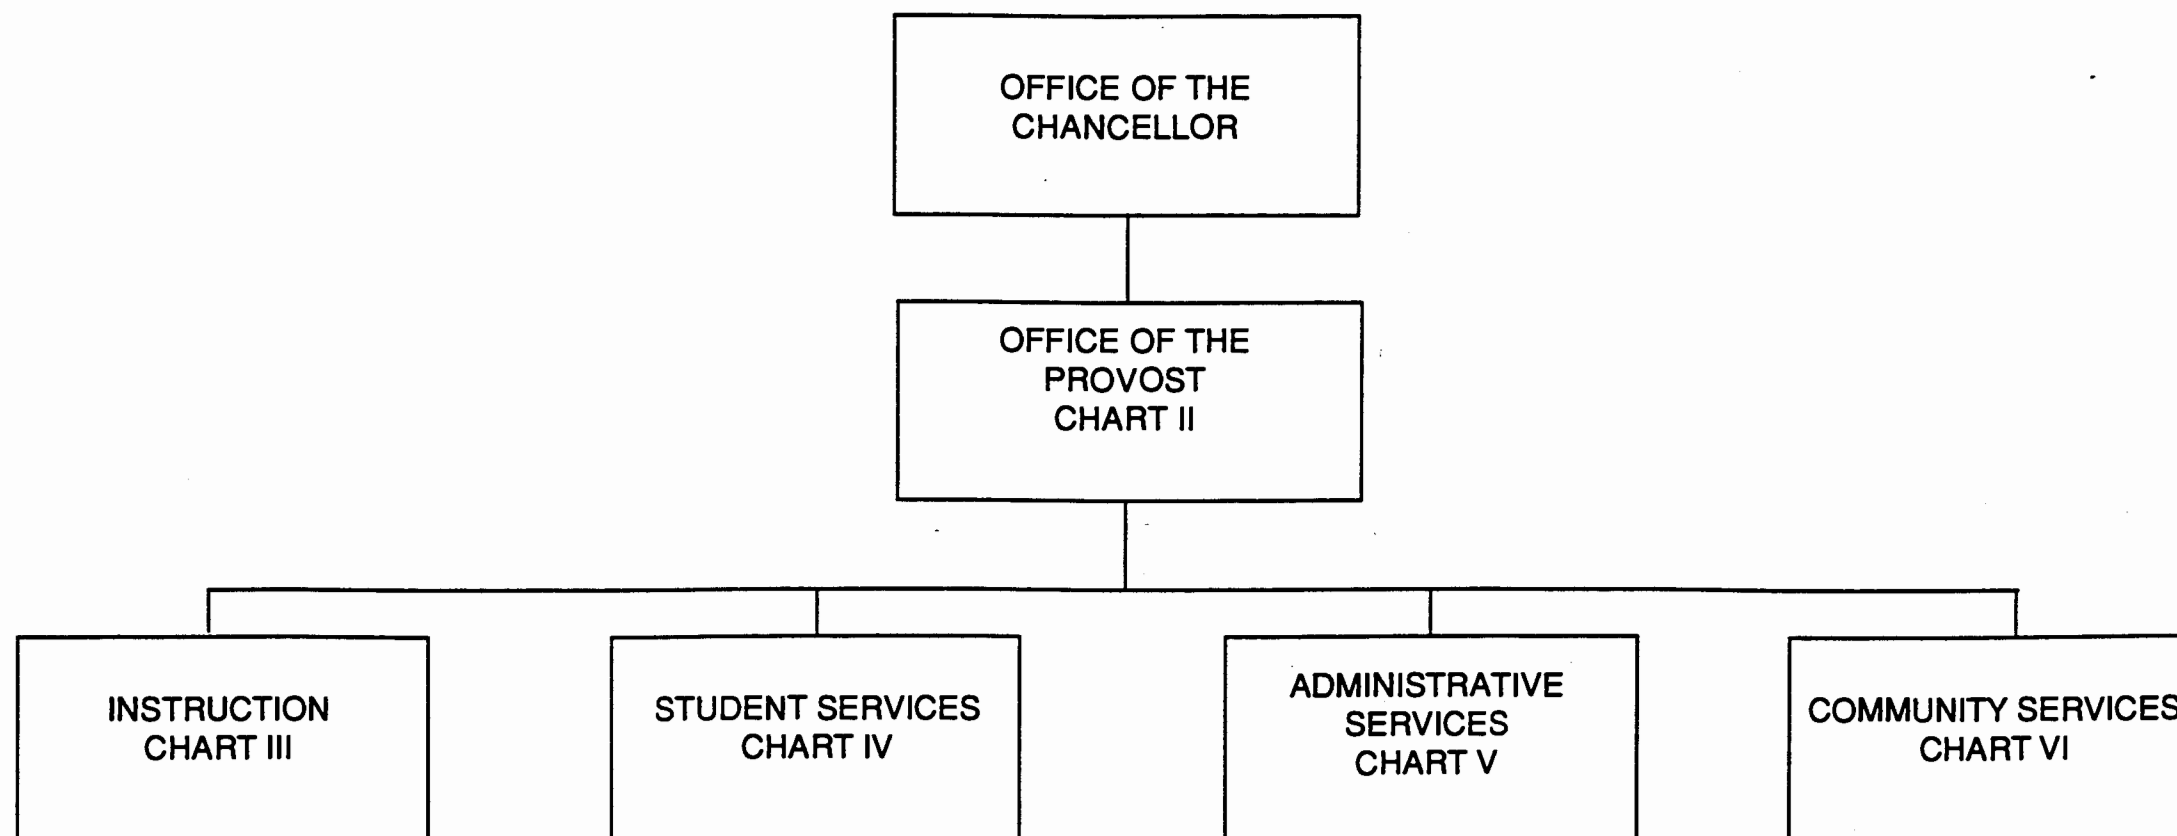 OFFICE OF THE
CHANCELLOR
OFFICE OF THE
PROVOST
CHART II
INSTRUCTION
CHART III
STUDENT SERVICES
CHART IV
ADMINISTRATIVE
SERVICES
CHART V
COMMUNITY SERVICES
CHART VI